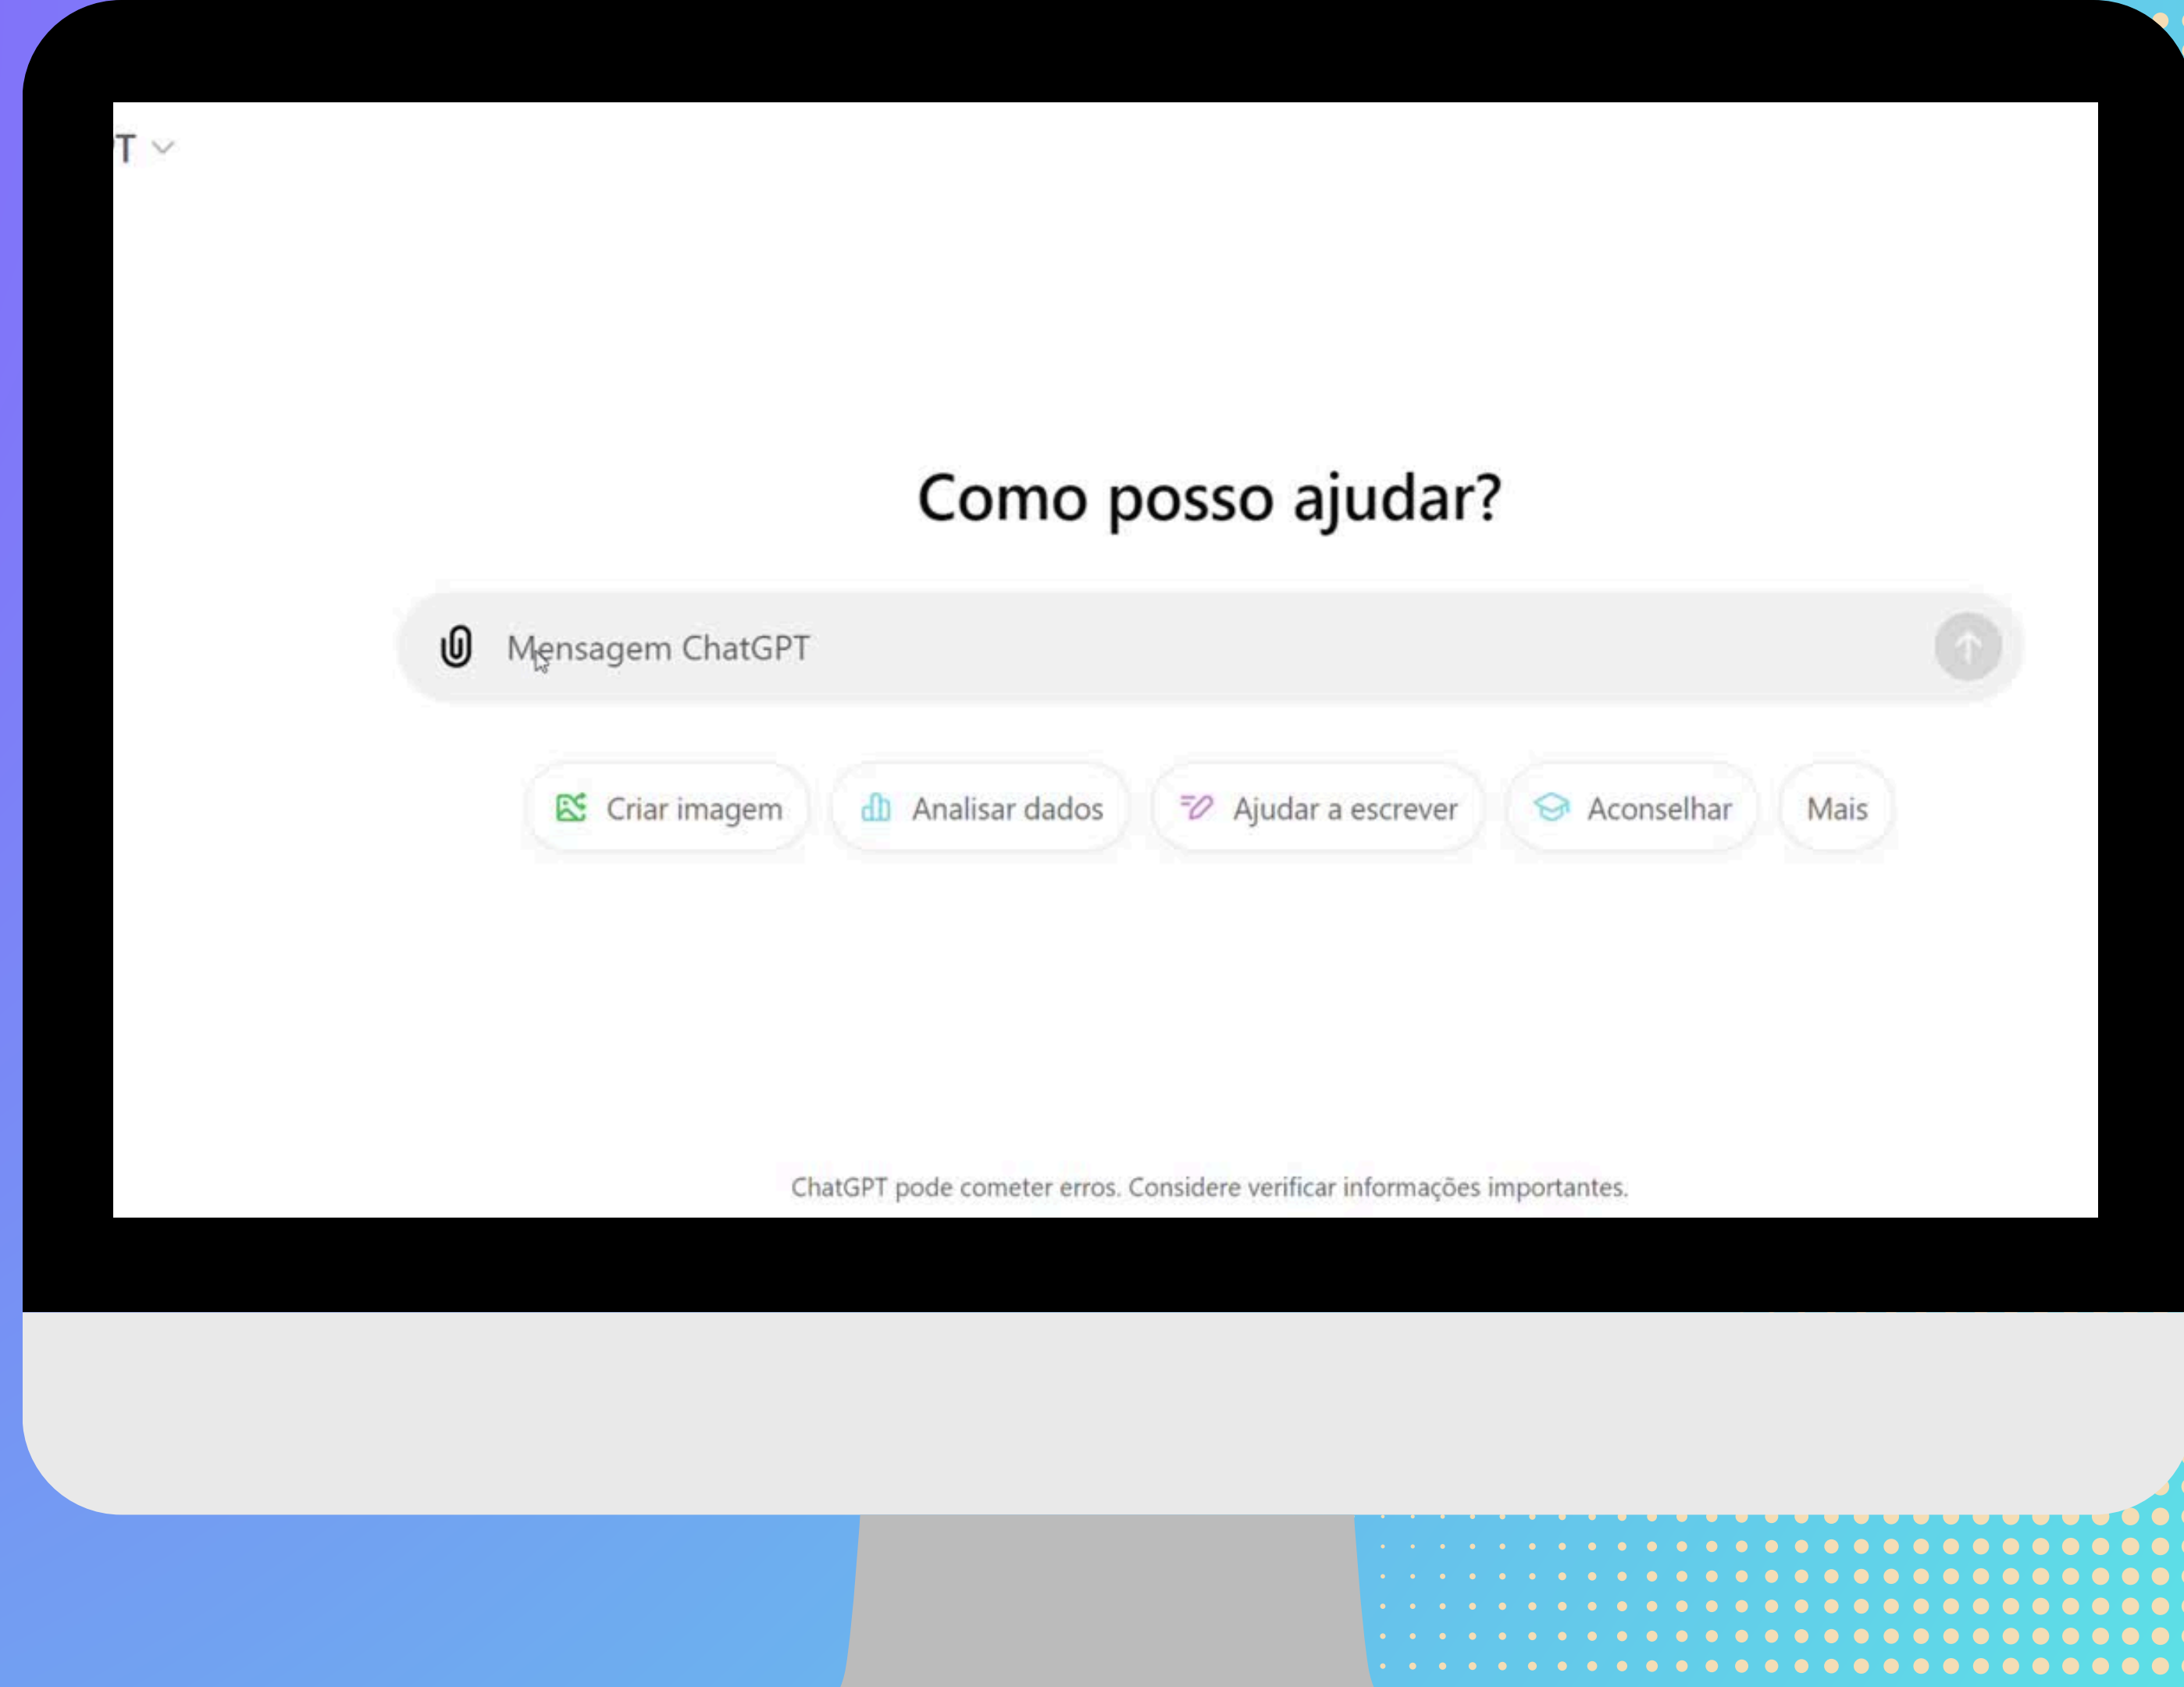 T
Como posso ajudar?
Mensagem ChatGPT
Criar imagem Analisar dados Ajudar a escrever Aconselhar Mais
ChatGPT pode cometer erros. Considere verificar informações importantes.